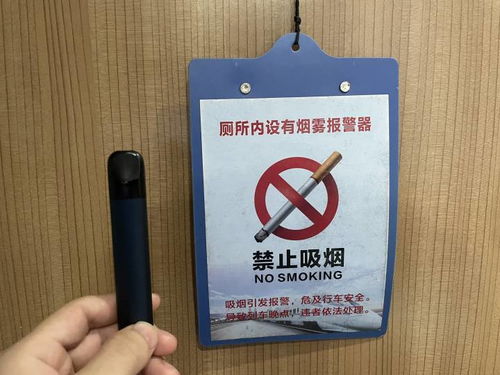 厕所内设有烟雾报警器
禁止吸烟
NO SMOKING
吸烟引发报警，危及行车安全。
导致列车晚点，违者依法处理。